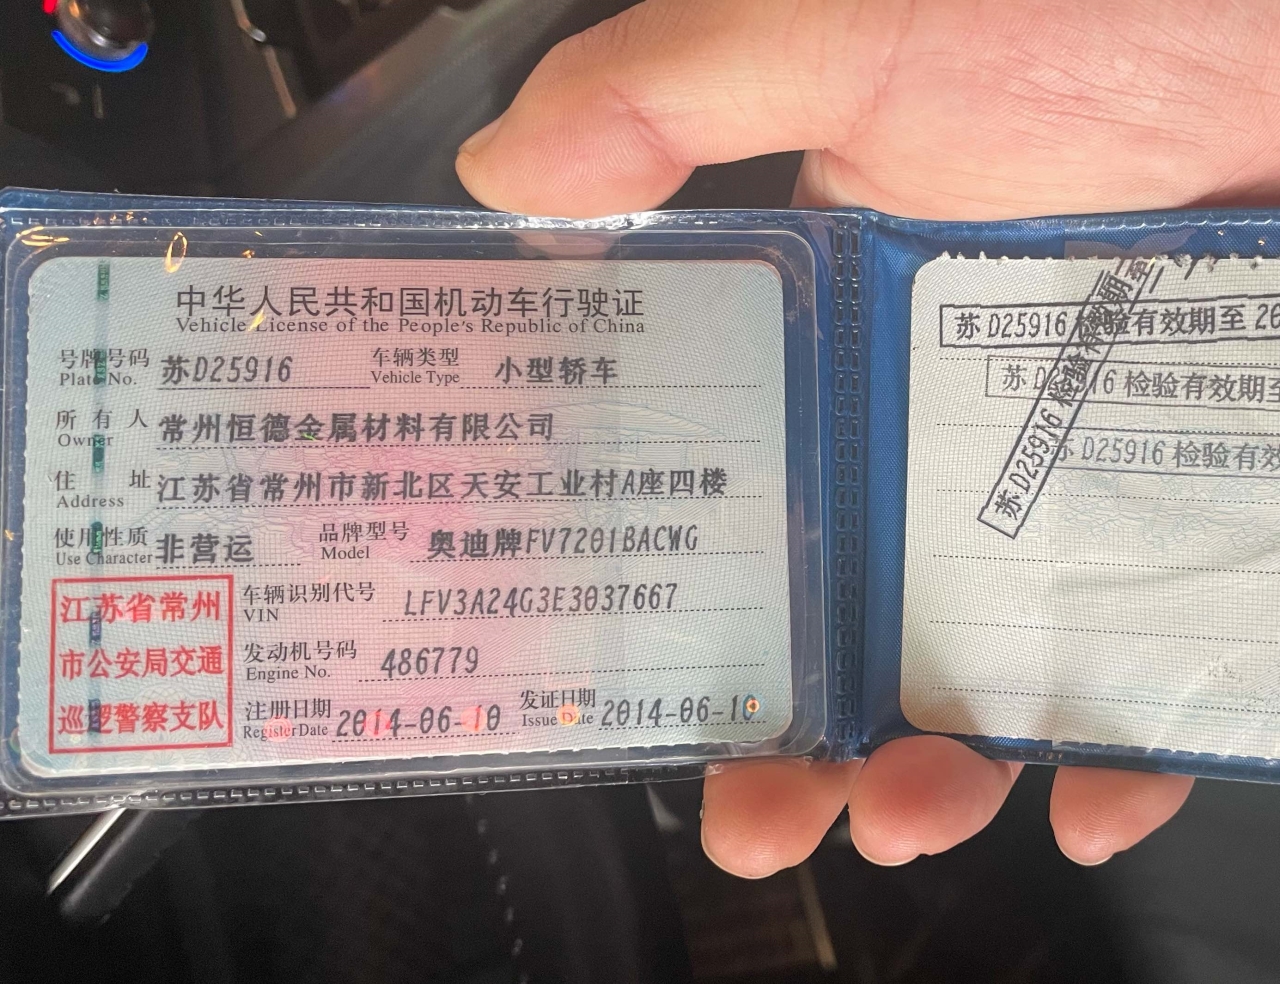 中华人民共和国机动车行驶证
Vehicle License of the People's Republic of China
号牌号码 苏D25916 车辆类型 小型轿车
Plate No. Vehicle Type
所有人 常州恒德金属材料有限公司
Owner
住址 江苏省常州市新北区天安工业村A座四楼
Address
使用性质 非营运 品牌型号 奥迪牌FV7201BACWG
Use Character Model
车辆识别代号 LFV3A24G3E3037667
VIN
发动机号码 486779
Engine No.
注册日期 2014-06-10 发证日期 2014-06-10
Register Date Issue Date
江苏省常州
市公安局交通
巡逻警察支队
苏D25916 检验有效期至 20
苏D25916 检验有效期至
苏D25916 检验有效
苏D25916 检验有效期至